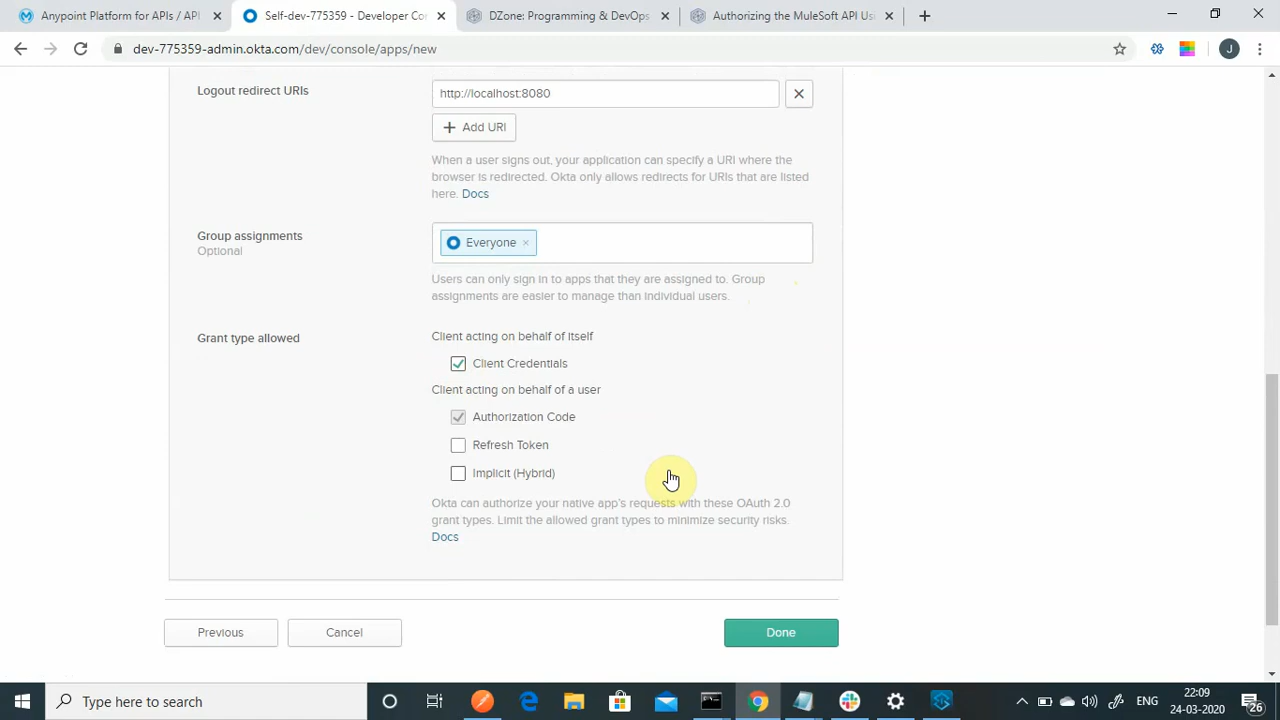 Anypoint Platform for APIs / API
Self-dev-775359 - Developer Con
DZone: Programming & DevOps
Authorizing the MuleSoft API Us
dev-775359-admin.okta.com/dev/console/apps/new
J
Logout redirect URIs
http://localhost:8080
Add URI
When a user signs out, your application can specify a URI where the
browser is redirected. Okta only allows redirects for URIs that are listed
here. Docs
Group assignments
Optional
Everyone
Users can only sign in to apps that they are assigned to. Group
assignments are easier to manage than individual users.
Grant type allowed
Client acting on behalf of itself
Client Credentials
Client acting on behalf of a user
Authorization Code
Refresh Token
Implicit (Hybrid)
Okta can authorize your native app's requests with these OAuth 2.0
grant types. Limit the allowed grant types to minimize security risks.
Docs
Previous
Cancel
Done
Type here to search
ENG
22:09
24-03-2020
26